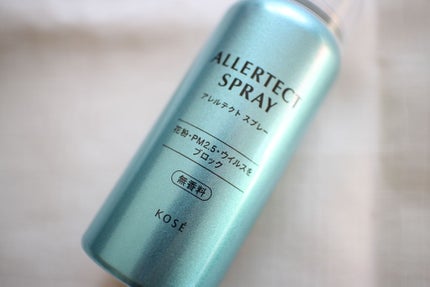 ALLERTECT
SPRAY
アレルテクト スプレー
花粉・PM2.5・ウイルスを
ブロック
無香料
KOSÉ